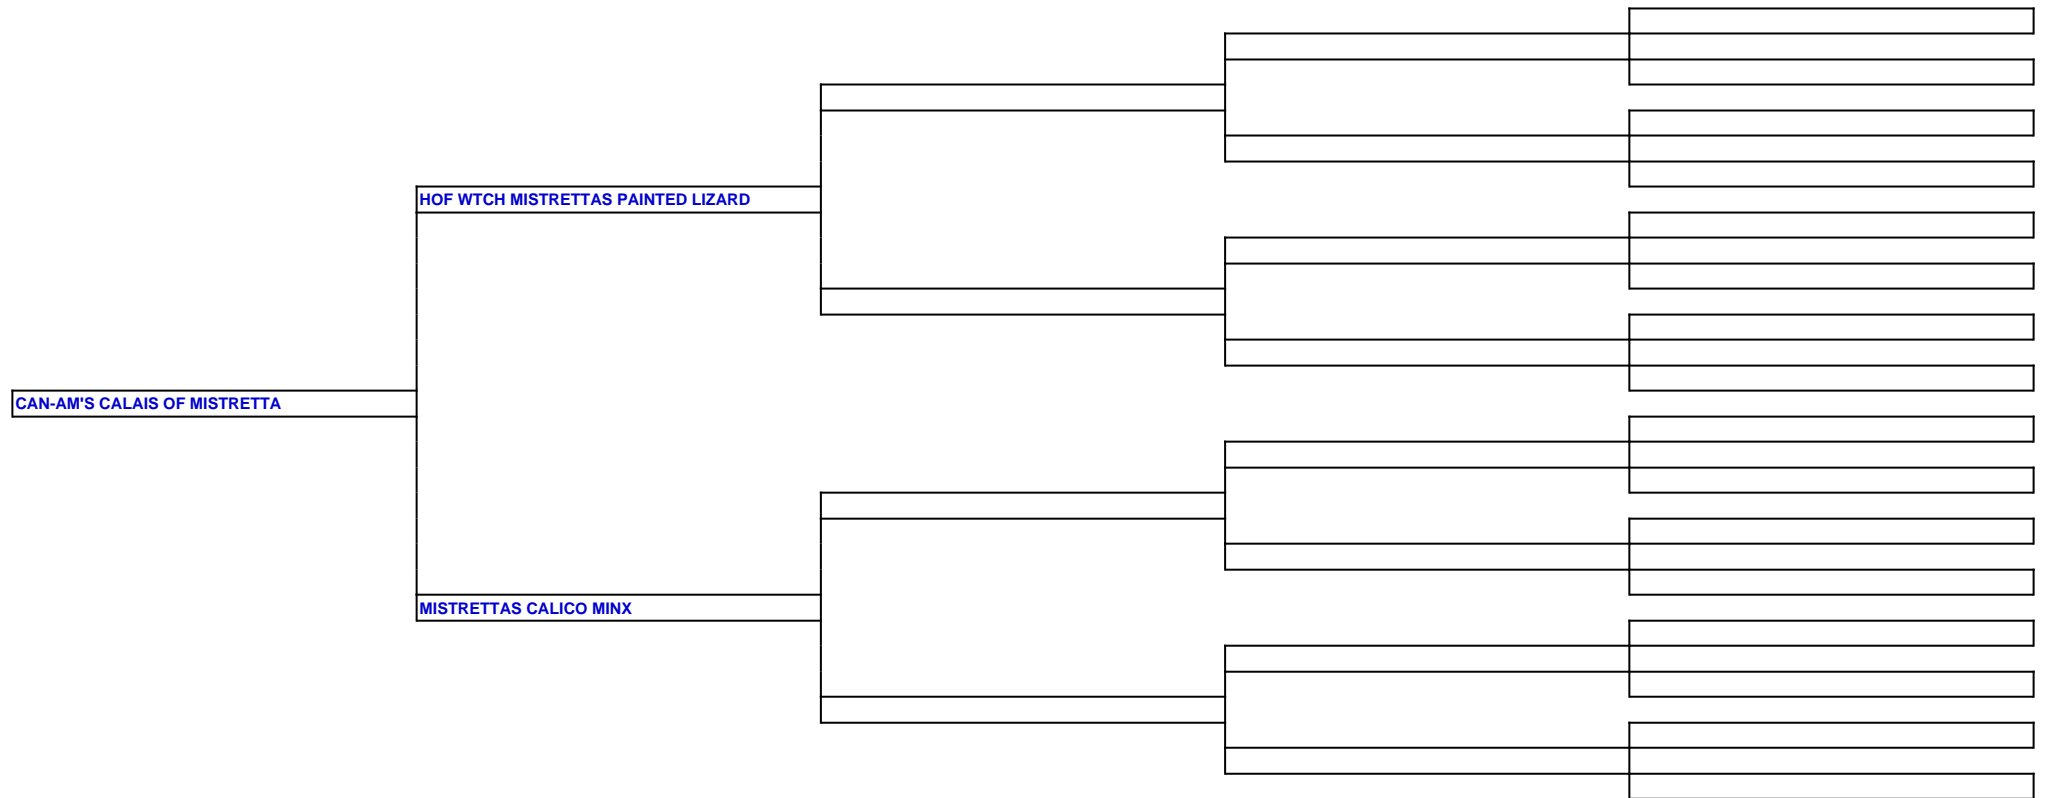 HOF WTCH MISTRETTAS PAINTED LIZARD
CAN-AM'S CALAIS OF MISTRETTA
MISTRETTAS CALICO MINX